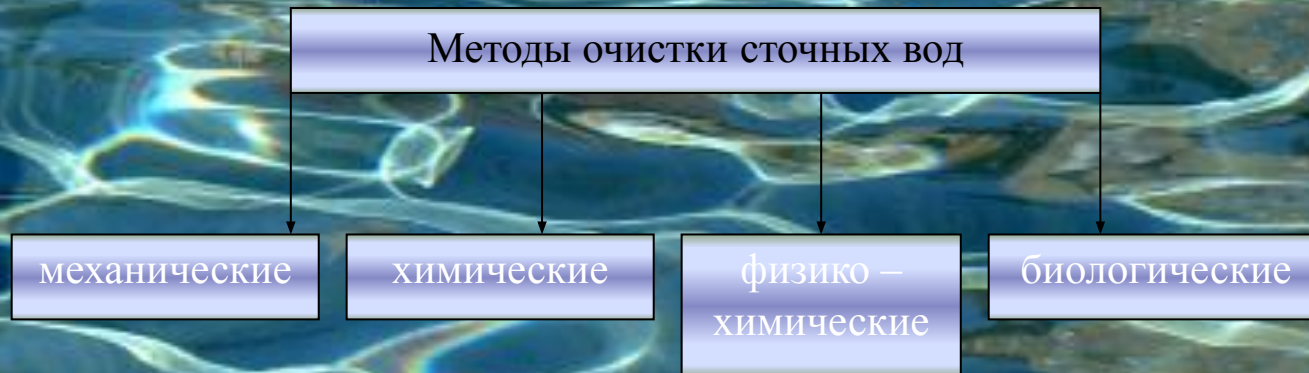 Методы очистки сточных вод
механические
химические
физико –
химические
биологические